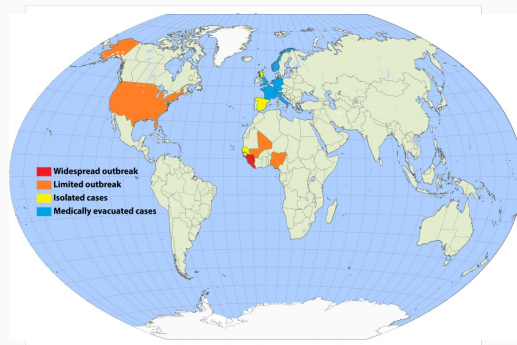 Widespread outbreak
Limited outbreak
Isolated cases
Medically evacuated cases